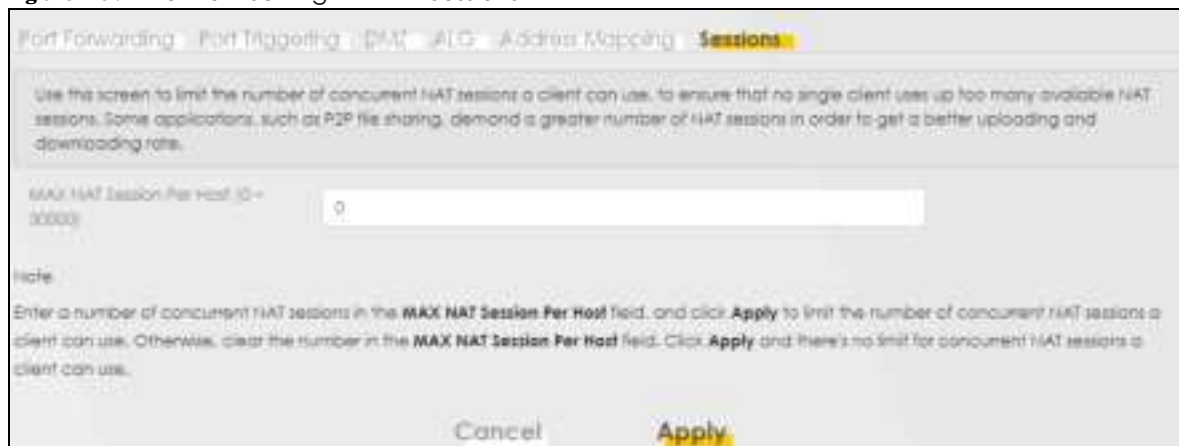 Port Forwarding Port Triggering DMZ ALG Address Mapping Sessions
Use this screen to limit the number of concurrent NAT sessions a client can use, to ensure that no single client uses up too many available NAT
sessions. Some applications, such as P2P file sharing, demand a greater number of NAT sessions in order to get a better uploading and
downloading rate.
MAX NAT Session Per Host (0 ~
0
Note
Enter a number of concurrent NAT sessions in the MAX NAT Session Per Host field, and click Apply to limit the number of concurrent NAT sessions a
client can use. Otherwise, clear the number in the MAX NAT Session Per Host field. Click Apply and there's no limit for concurrent NAT sessions a
client can use.
Cancel Apply